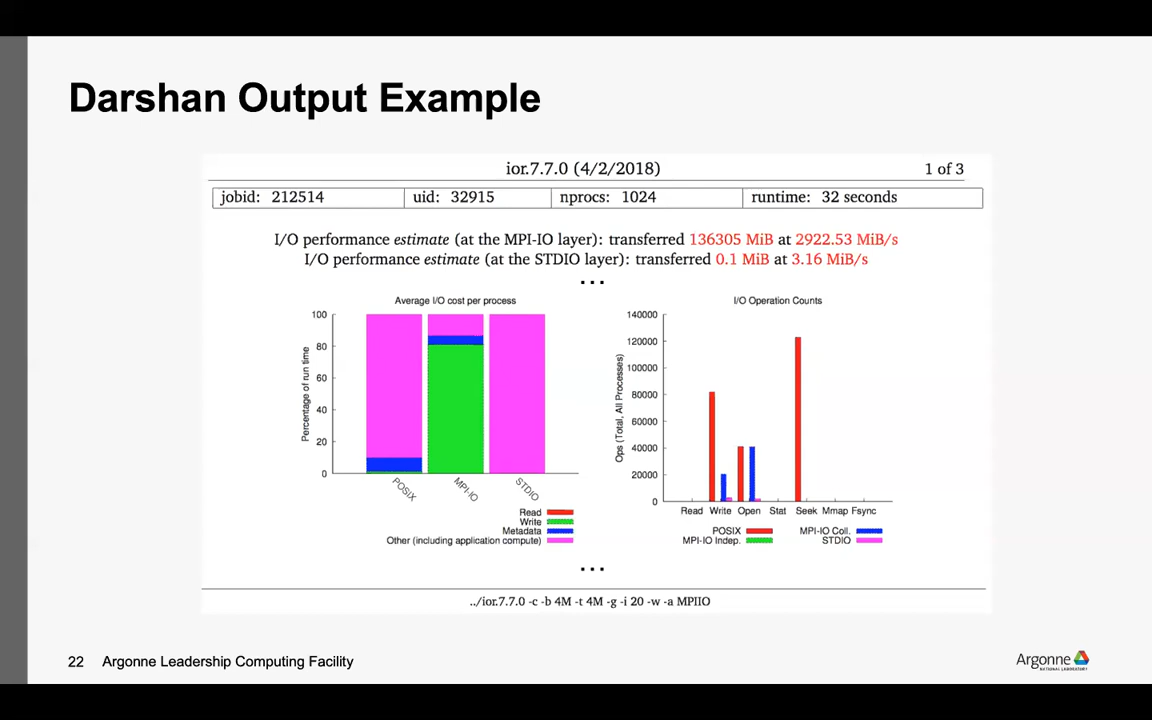 Darshan Output Example
ior.7.7.0 (4/2/2018)
1 of 3
jobid: 212514 uid: 32915 nprocs: 1024 runtime: 32 seconds
I/O performance estimate (at the MPI-IO layer): transferred 136305 MiB at 2922.53 MiB/s
I/O performance estimate (at the STDIO layer): transferred 0.1 MiB at 3.16 MiB/s
...
Average I/O cost per process
Percentage of run time
100
80
60
40
20
0
POSIX
MPI-IO
STDIO
Read
Write
Metadata
Other (including application compute)
I/O Operation Counts
Ops (Total, All Processes)
140000
120000
100000
80000
60000
40000
20000
0
Read Write Open Stat Seek Mmap Fsync
POSIX
MPI-IO Indep.
MPI-IO Coll.
STDIO
...
../ior.7.7.0 -c -b 4M -t 4M -g -i 20 -w -a MPIIO
22 Argonne Leadership Computing Facility
Argonne
NATIONAL LABORATORY